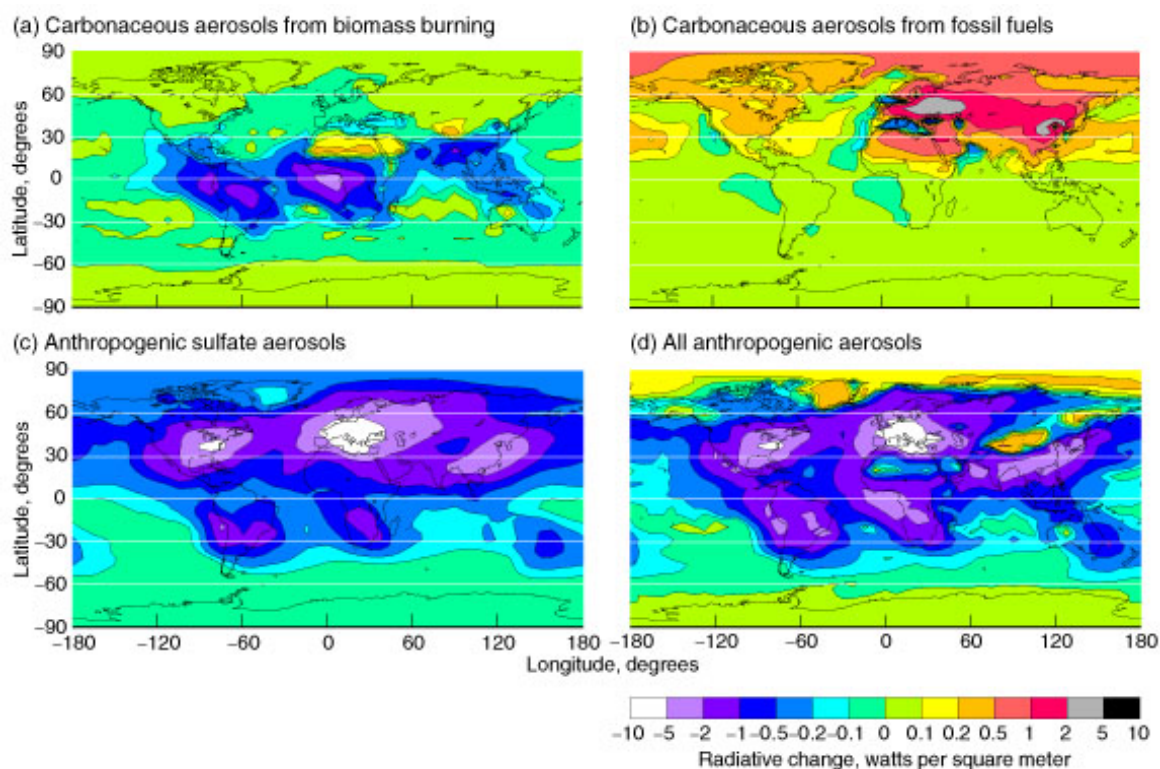 (a) Carbonaceous aerosols from biomass burning
(b) Carbonaceous aerosols from fossil fuels
90
60
30
0
−30
−60
−90
Latitude, degrees
(c) Anthropogenic sulfate aerosols
(d) All anthropogenic aerosols
90
60
30
0
−30
−60
−90
Latitude, degrees
−180 −120 −60 0 60 120 −180 −120 −60 0 60 120 180
Longitude, degrees
−10 −5 −2 −1 −0.5 −0.2 −0.1 0 0.1 0.2 0.5 1 2 5 10
Radiative change, watts per square meter